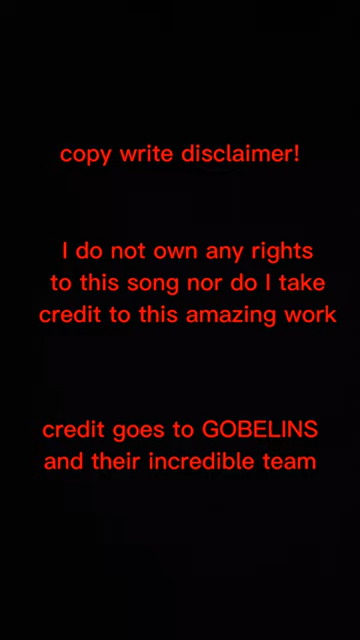 copy write disclaimer!
I do not own any rights
to this song nor do I take
credit to this amazing work
credit goes to GOBELINS
and their incredible team